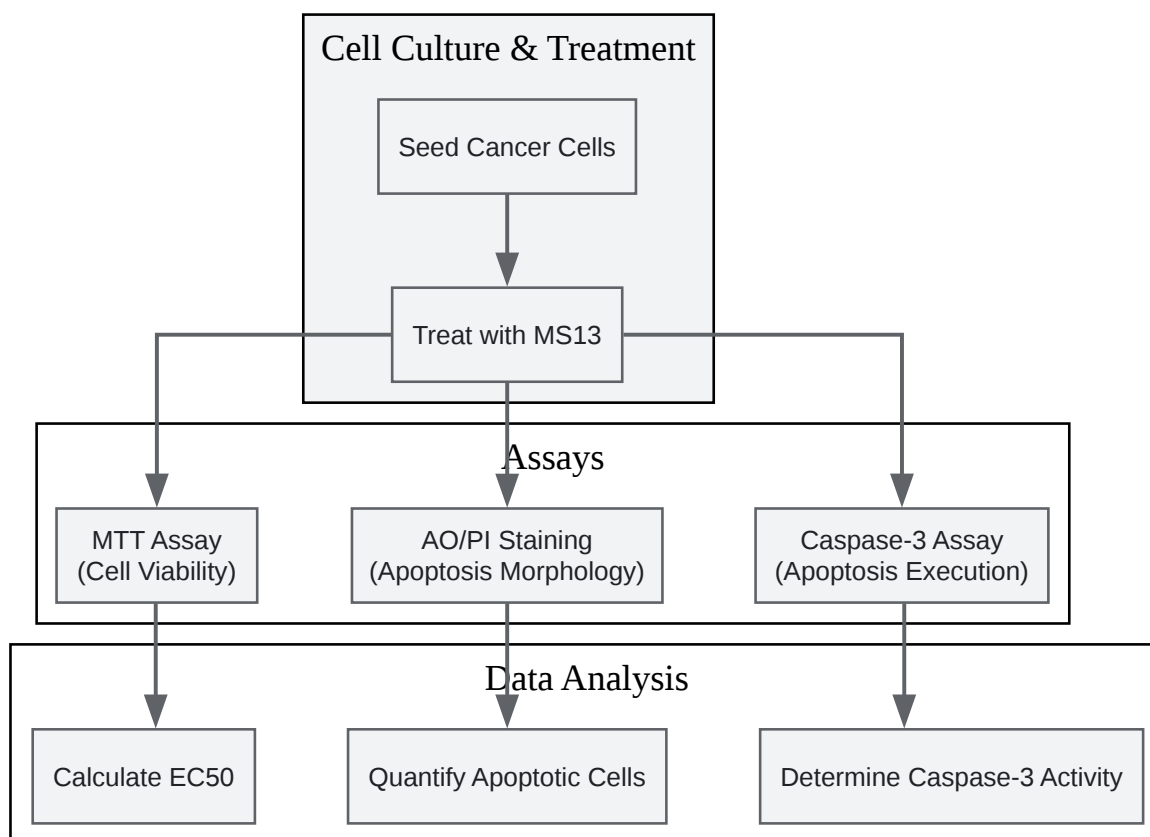 Cell Culture & Treatment
Seed Cancer Cells
Treat with MS13
Assays
MTT Assay
(Cell Viability)
AO/PI Staining
(Apoptosis Morphology)
Caspase-3 Assay
(Apoptosis Execution)
Data Analysis
Calculate EC50
Quantify Apoptotic Cells
Determine Caspase-3 Activity